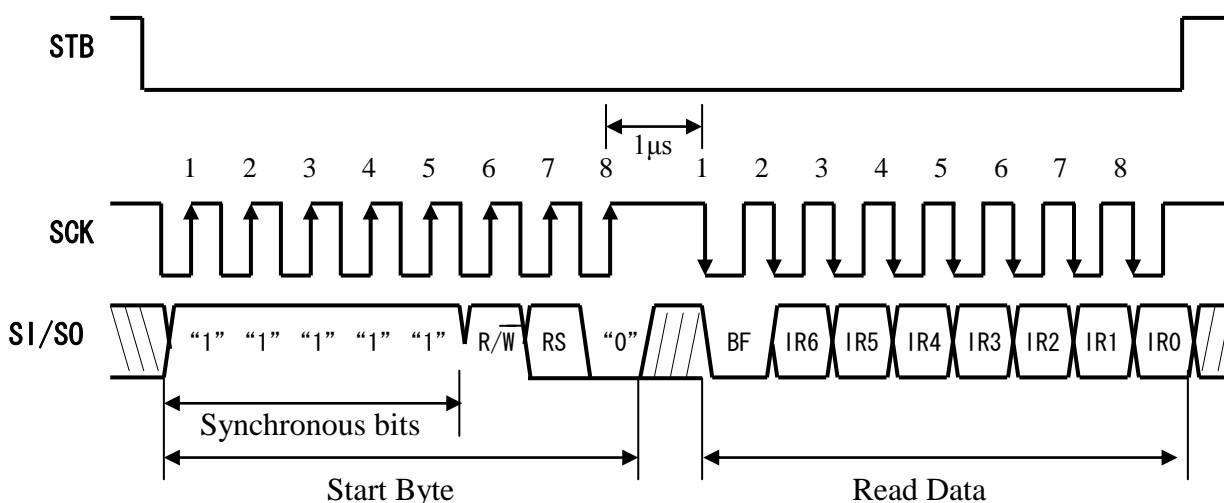 STB
1μs
1 2 3 4 5 6 7 8 1 2 3 4 5 6 7 8
SCK
SI/SO “1” “1” “1” “1” “1” R/W̅ RS “0” BF IR6 IR5 IR4 IR3 IR2 IR1 IR0
Synchronous bits
Start Byte Read Data